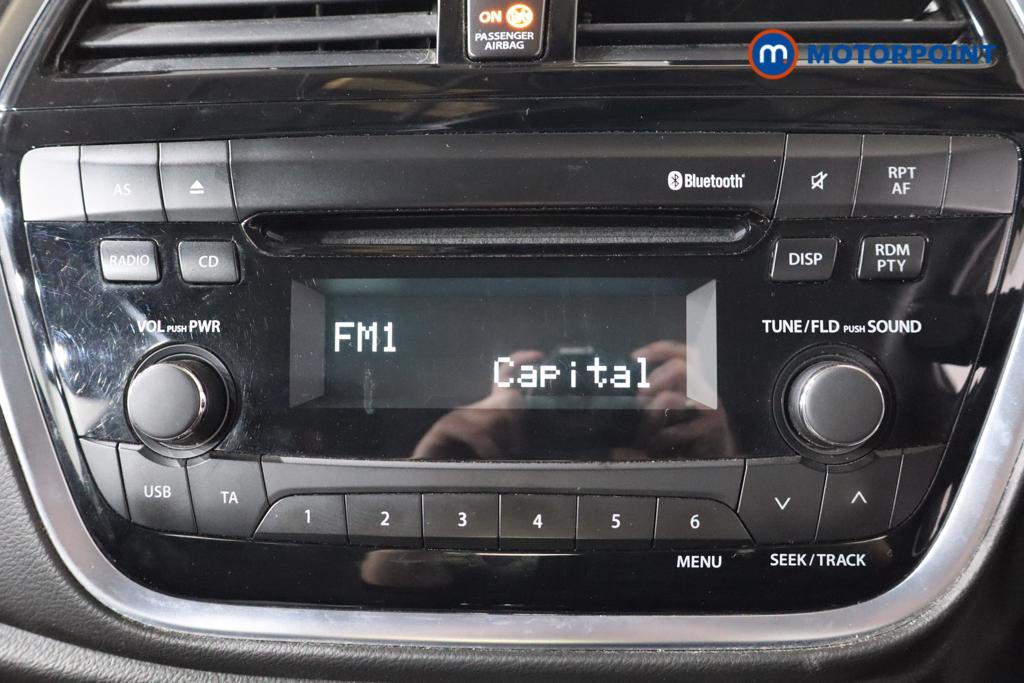 ON
PASSENGER
AIRBAG
MOTORPOINT
AS
Bluetooth
RPT
AF
RADIO
CD
DISP
RDM
PTY
VOL PUSH PWR
TUNE/FLD PUSH SOUND
FM1
Capital
USB
TA
1
2
3
4
5
6
MENU
SEEK/TRACK